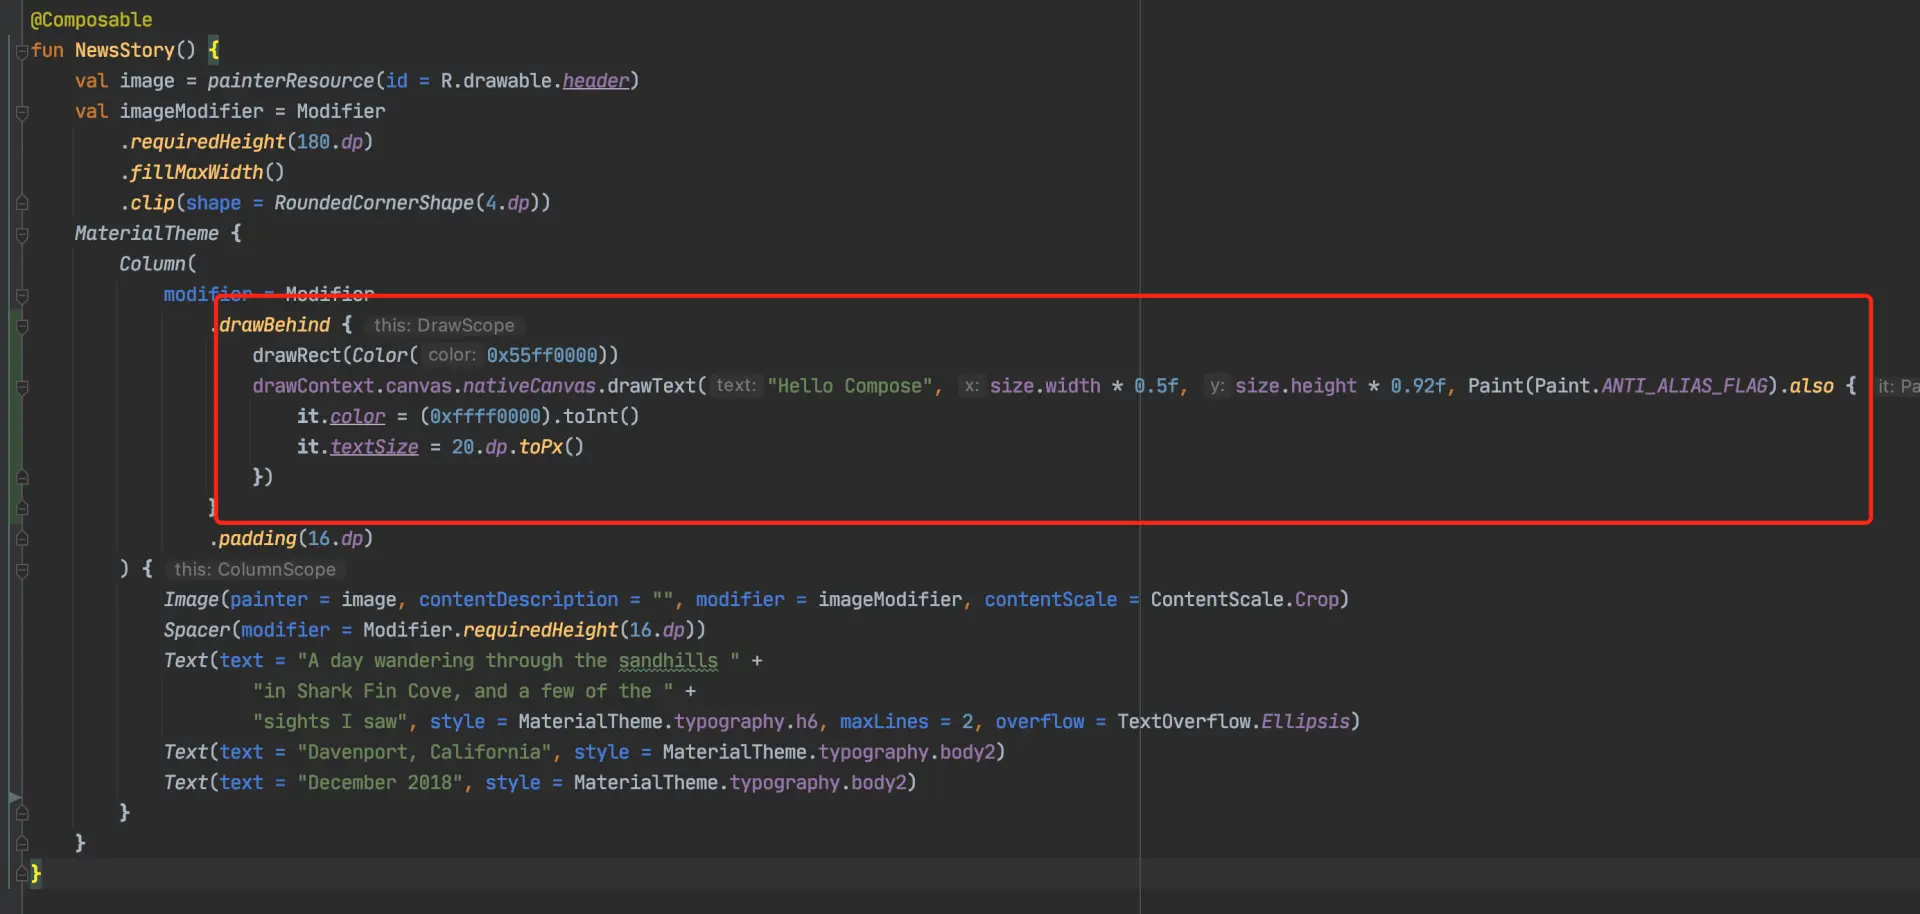 @Composable
fun NewsStory() {
    val image = painterResource(id = R.drawable.header)
    val imageModifier = Modifier
        .requiredHeight(180.dp)
        .fillMaxWidth()
        .clip(shape = RoundedCornerShape(4.dp))
    MaterialTheme {
        Column(
            modifier = Modifier
                .drawBehind { this: DrawScope
                    drawRect(Color( color: 0x55ff0000))
                    drawContext.canvas.nativeCanvas.drawText( text: "Hello Compose", x: size.width * 0.5f, y: size.height * 0.92f, Paint(Paint.ANTI_ALIAS_FLAG).also { it: Pa
                        it.color = (0xffff0000).toInt()
                        it.textSize = 20.dp.toPx()
                    })
                }
                .padding(16.dp)
        ) { this: ColumnScope
            Image(painter = image, contentDescription = "", modifier = imageModifier, contentScale = ContentScale.Crop)
            Spacer(modifier = Modifier.requiredHeight(16.dp))
            Text(text = "A day wandering through the sandhills " +
                    "in Shark Fin Cove, and a few of the " +
                    "sights I saw", style = MaterialTheme.typography.h6, maxLines = 2, overflow = TextOverflow.Ellipsis)
            Text(text = "Davenport, California", style = MaterialTheme.typography.body2)
            Text(text = "December 2018", style = MaterialTheme.typography.body2)
        }
    }
}